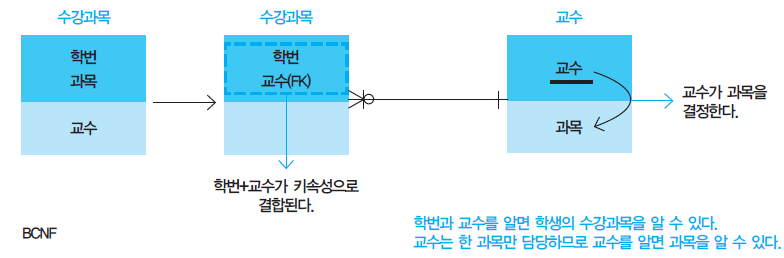 수강과목
수강과목
교수
학번
과목
교수
학번
교수(FK)
교수
과목
교수가 과목을
결정한다.
학번+교수가 키속성으로
결합된다.
BCNF
학번과 교수를 알면 학생의 수강과목을 알 수 있다.
교수는 한 과목만 담당하므로 교수를 알면 과목을 알 수 있다.